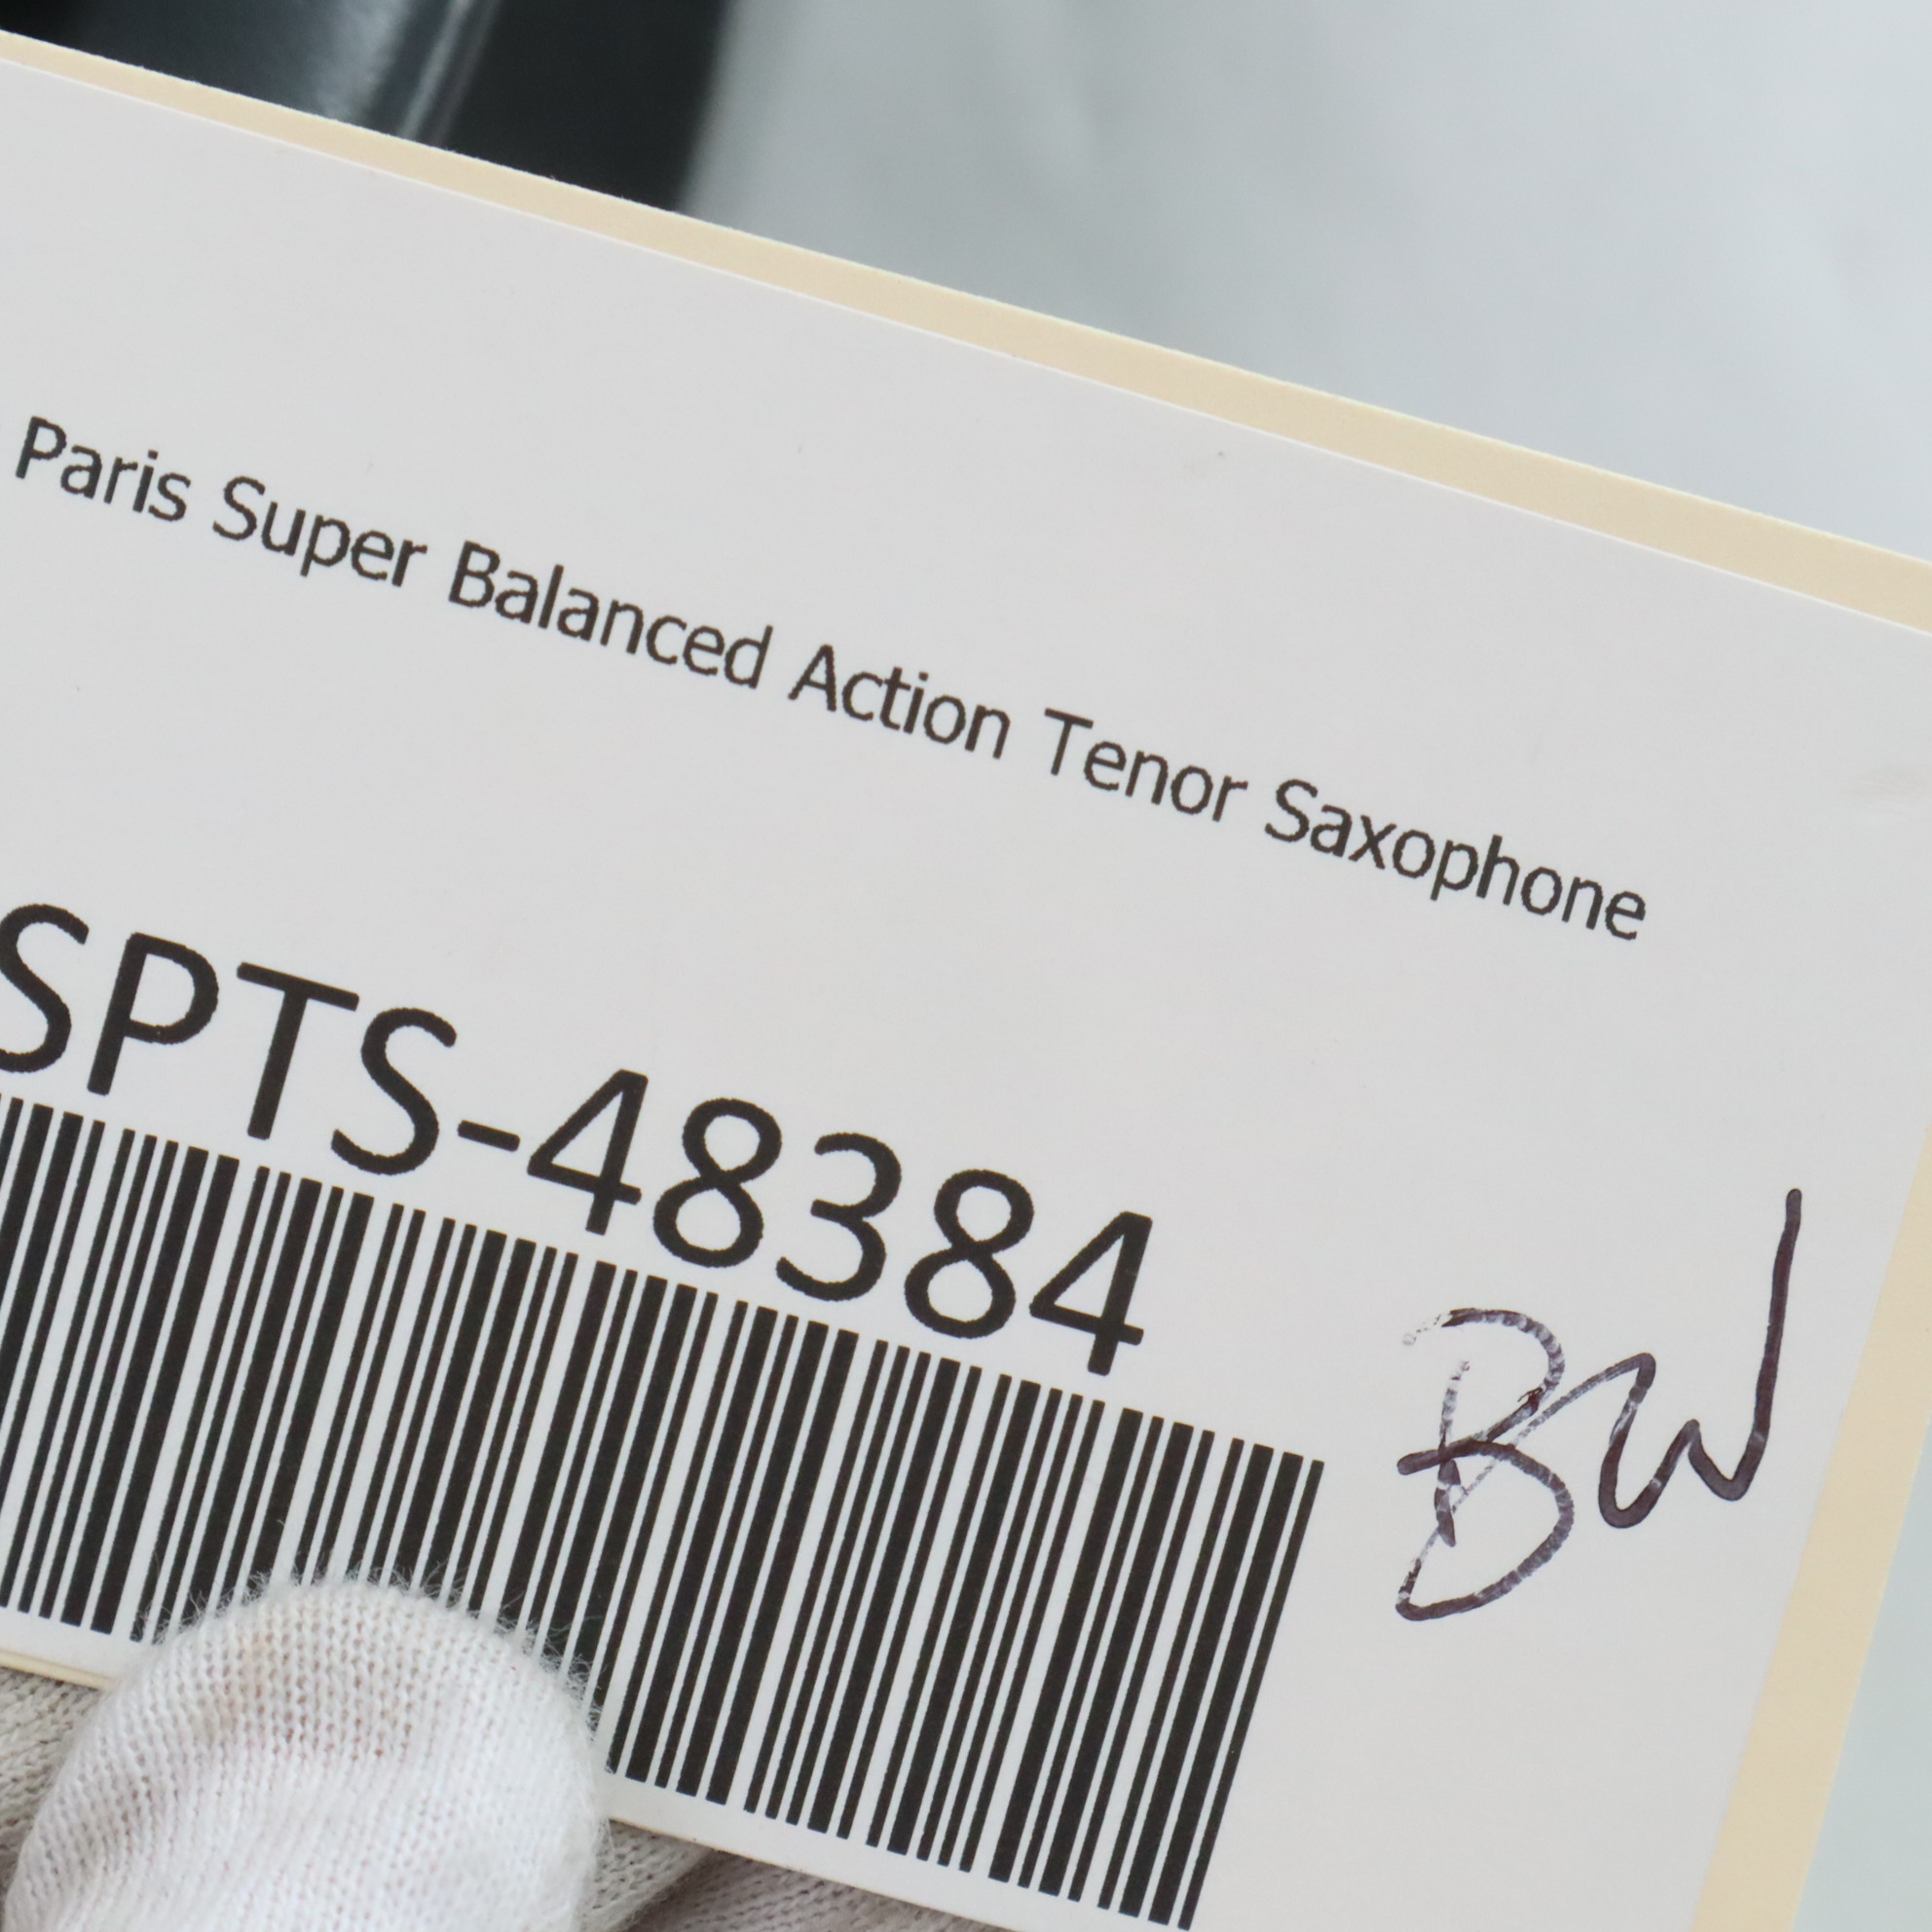 Paris Super Balanced Action Tenor Saxophone
SPTS-48384
BW